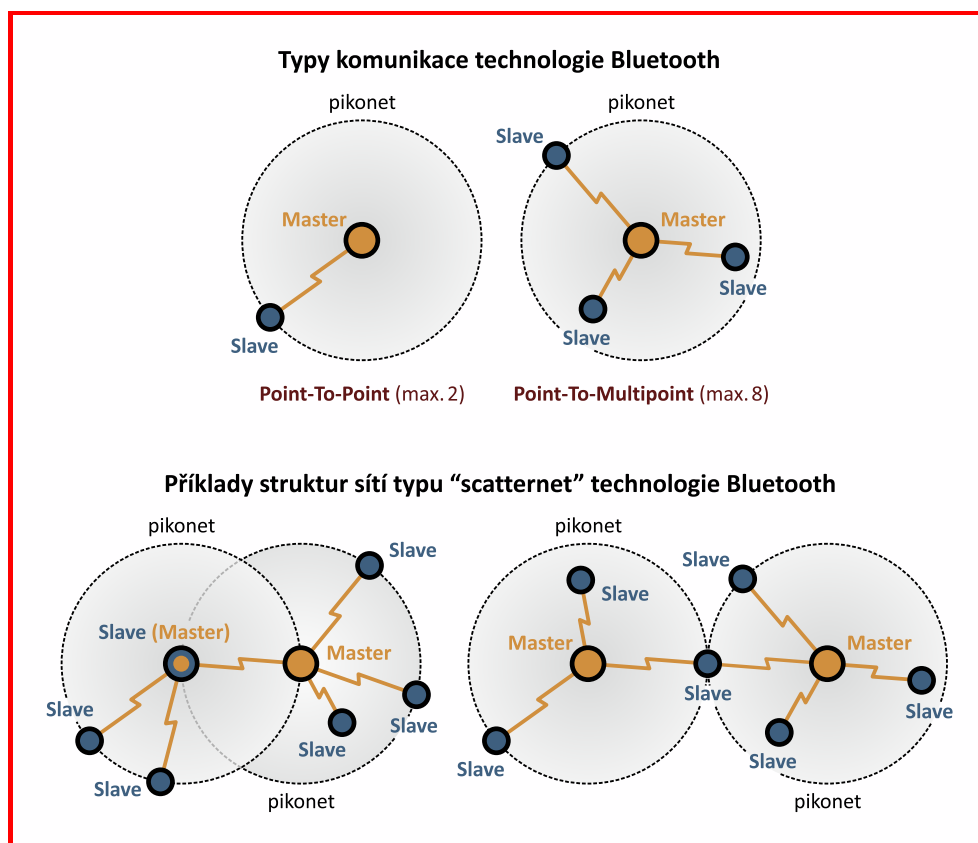 Typy komunikace technologie Bluetooth
pikonet
pikonet
Slave
Master
Master
Slave
Slave
Slave
Point-To-Point (max. 2)
Point-To-Multipoint (max. 8)
Příklady struktur sítí typu “scatternet” technologie Bluetooth
pikonet
pikonet
Slave
Slave
Slave
Slave (Master)
Master
Master
Master
Slave
Slave
Slave
Slave
Slave
Slave
Slave
Slave
pikonet
pikonet